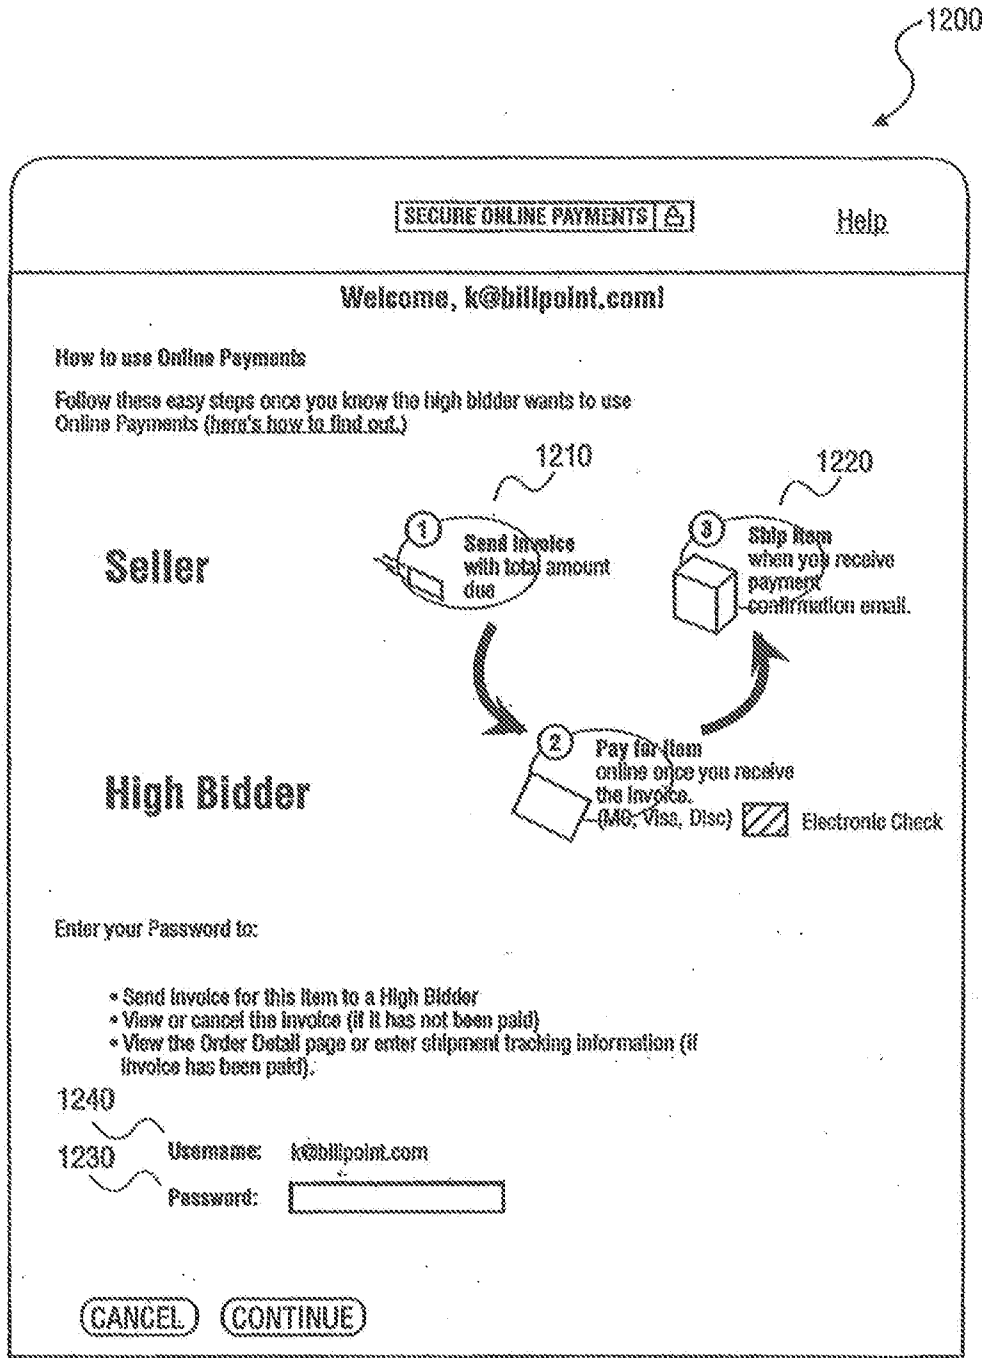 1200
SECURE ONLINE PAYMENTS
Help
Welcome, k@billpoint.com!
How to use Online Payments
Follow these easy steps once you know the high bidder wants to use
Online Payments (here's how to find out.)
1210
1220
Seller
1
Send Invoice
with total amount
due
3
Ship Item
when you receive
payment
confirmation email.
2
High Bidder
Pay for Item
online once you receive
the invoice.
(MC, Visa, Disc)
Electronic Check
Enter your Password to:
• Send Invoice for this item to a High Bidder
• View or cancel the invoice (if it has not been paid)
• View the Order Detail page or enter shipment tracking information (if
invoice has been paid).
1240
Username: k@billpoint.com
1230
Password:
CANCEL CONTINUE